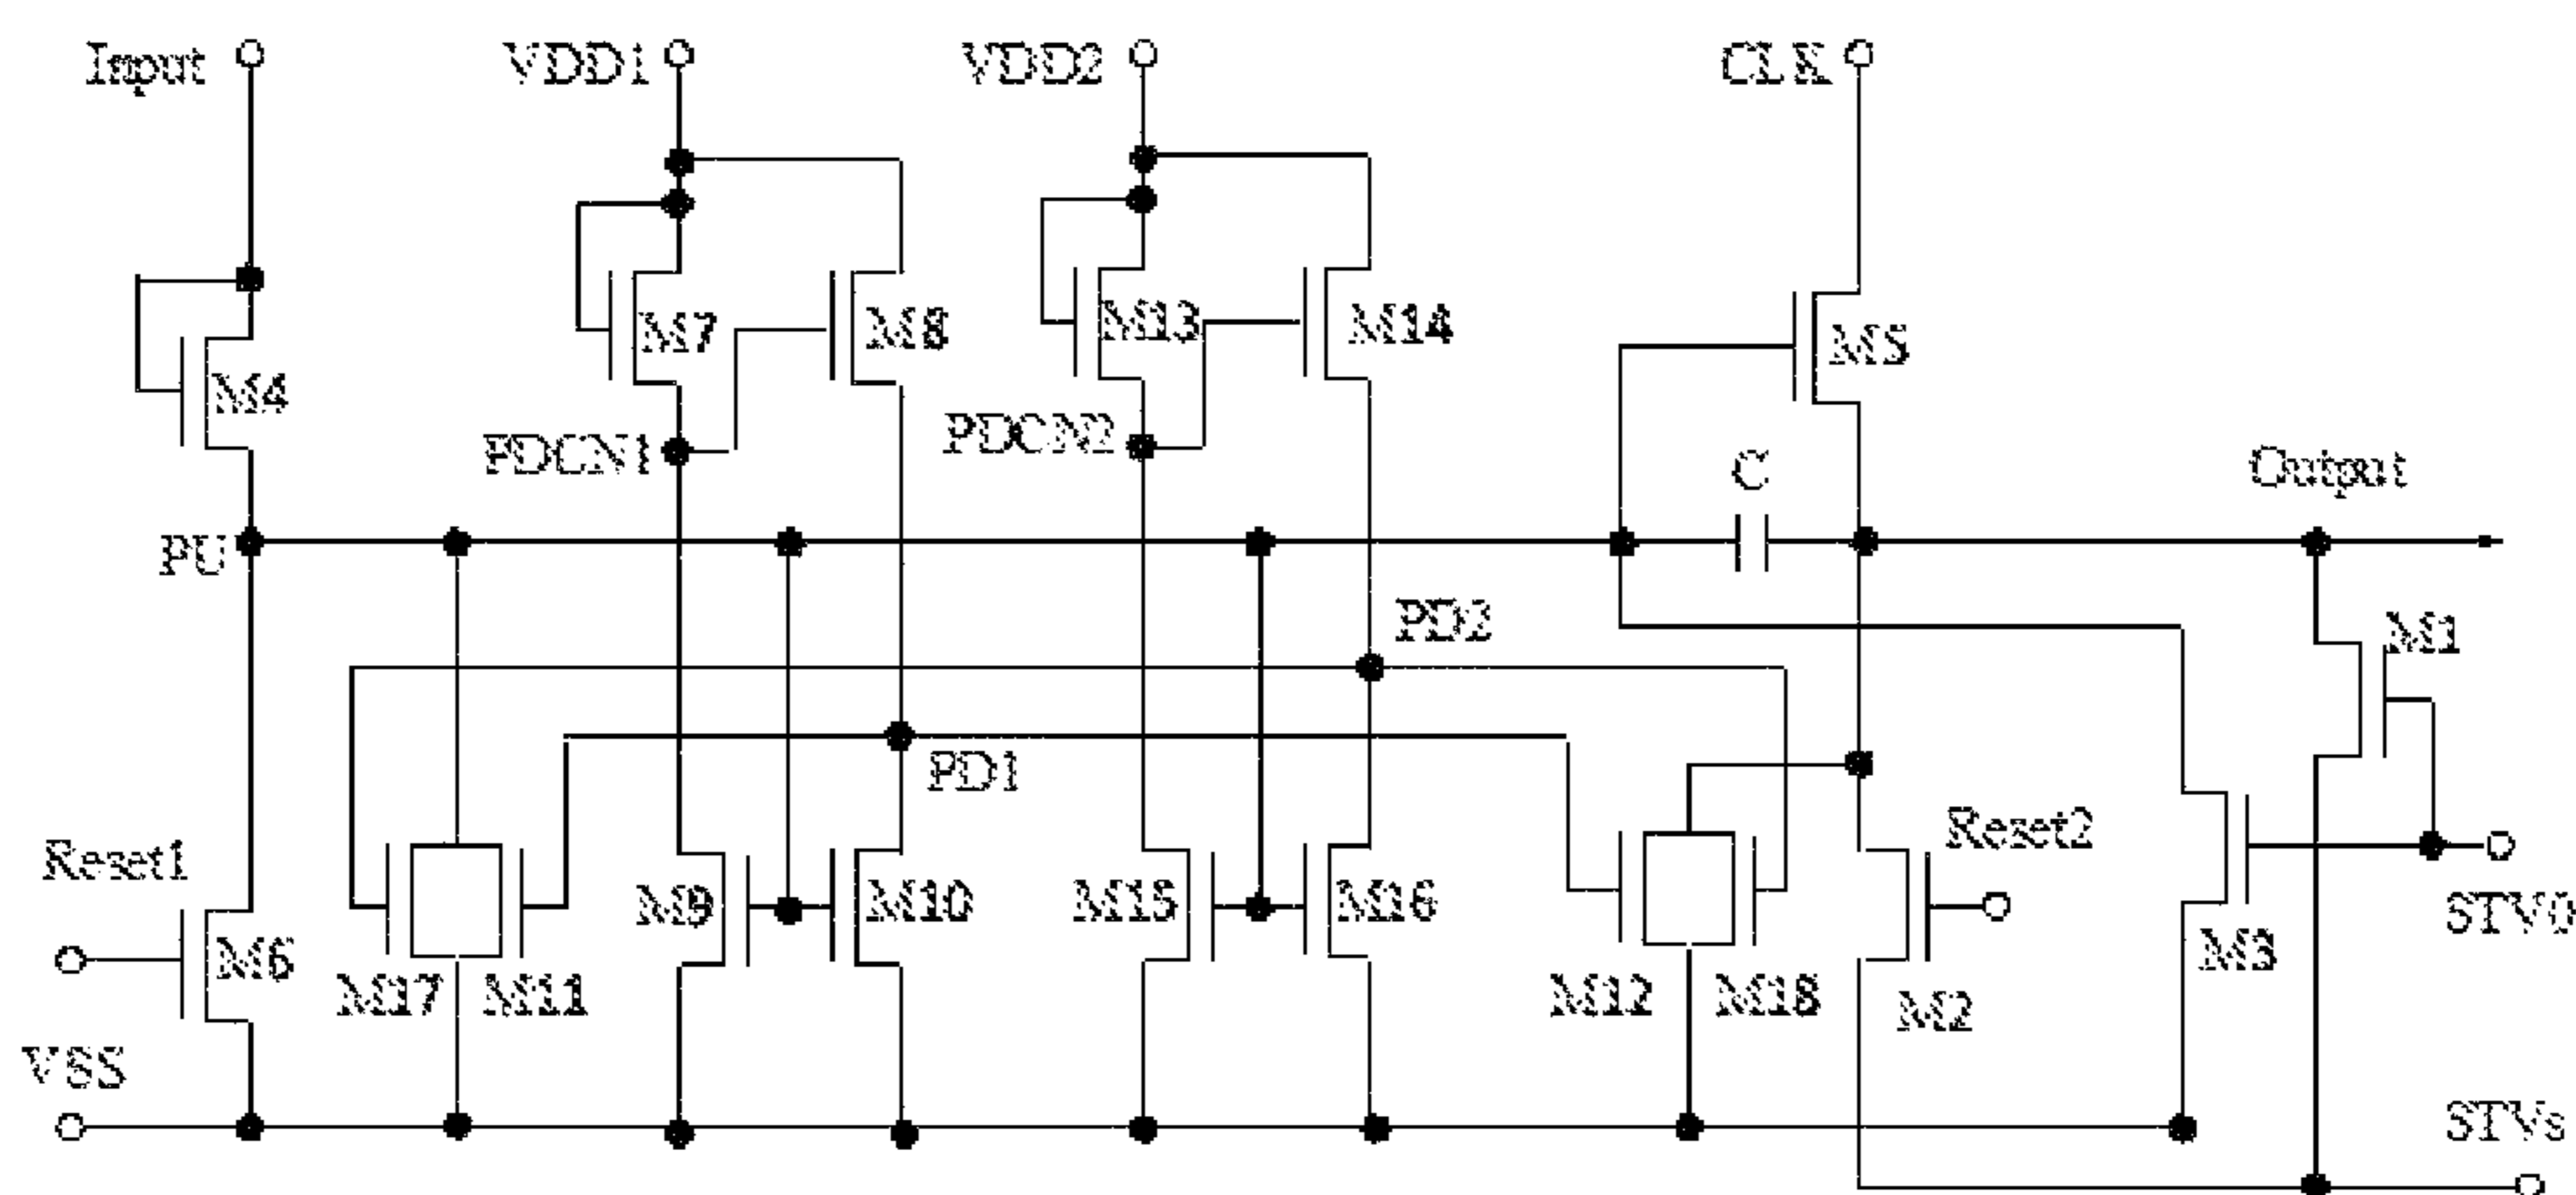 Input
VDD1
VDD2
CLK
M7
M8
M13
M14
M5
M4
PDCN1
PDCN2
C
Output
PU
PD2
M1
PD1
Reset1
Reset2
M9
M10
M15
M16
STV0
M6
M3
M17
M11
M12
M18
M2
VSS
STVs